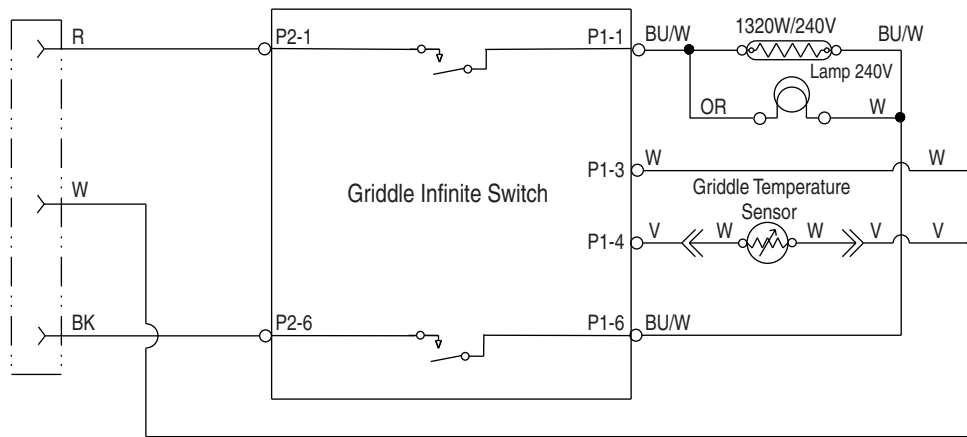 R
P2-1
P1-1
BU/W
1320W/240V
BU/W
Lamp 240V
OR
W
P1-3
W
W
W
Griddle Infinite Switch
Griddle Temperature
Sensor
P1-4
V
W
W
V
V
BK
P2-6
P1-6
BU/W